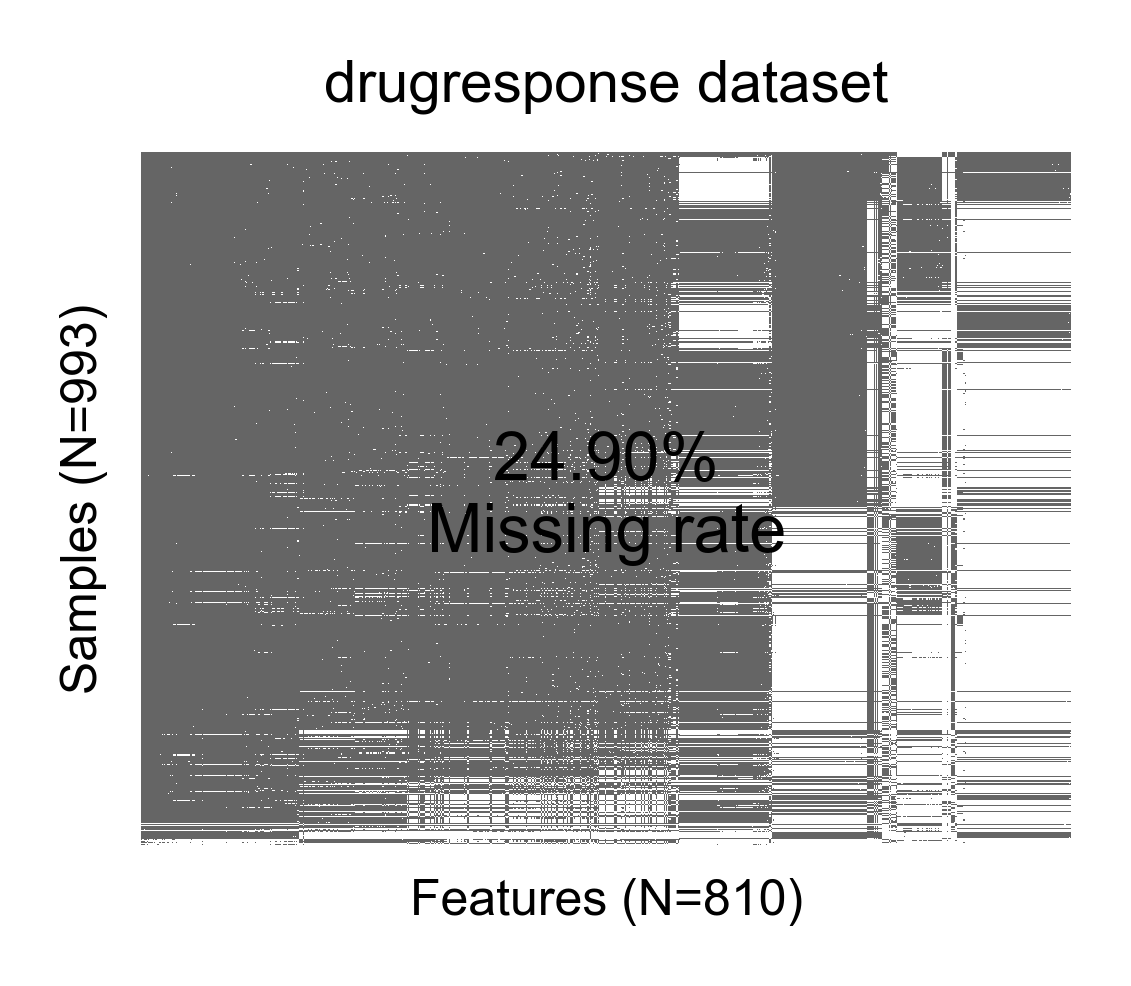 drugresponse dataset
Samples (N=993)
24.90%
Missing rate
Features (N=810)